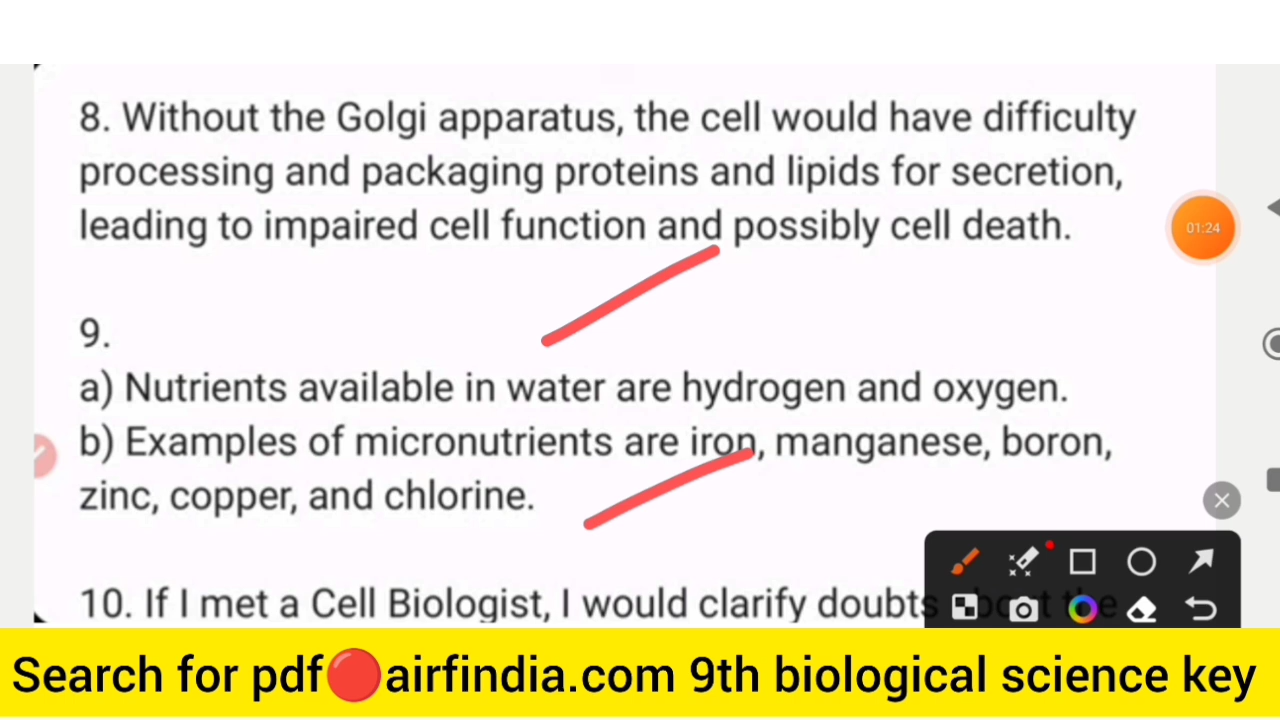 8. Without the Golgi apparatus, the cell would have difficulty
processing and packaging proteins and lipids for secretion,
leading to impaired cell function and possibly cell death.
01:24
9.
a) Nutrients available in water are hydrogen and oxygen.
b) Examples of micronutrients are iron, manganese, boron,
zinc, copper, and chlorine.
10. If I met a Cell Biologist, I would clarify doubts about the
Search for pdf🔴airfindia.com 9th biological science key